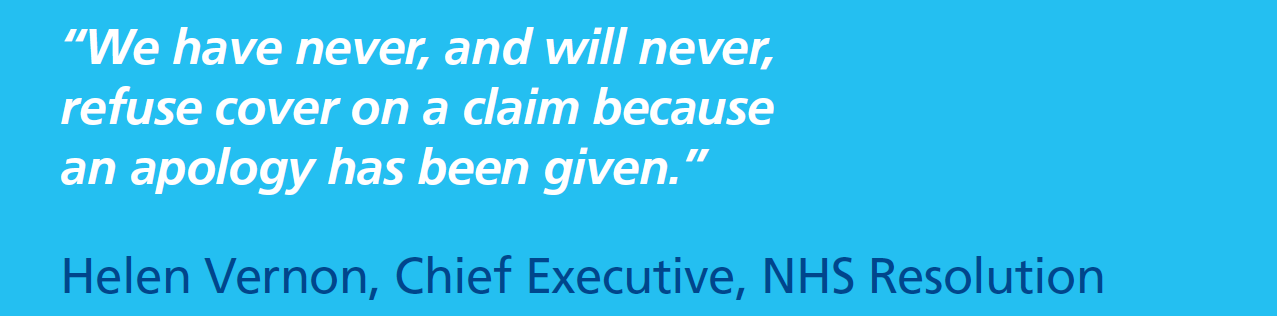 “We have never, and will never,
refuse cover on a claim because
an apology has been given.”
Helen Vernon, Chief Executive, NHS Resolution